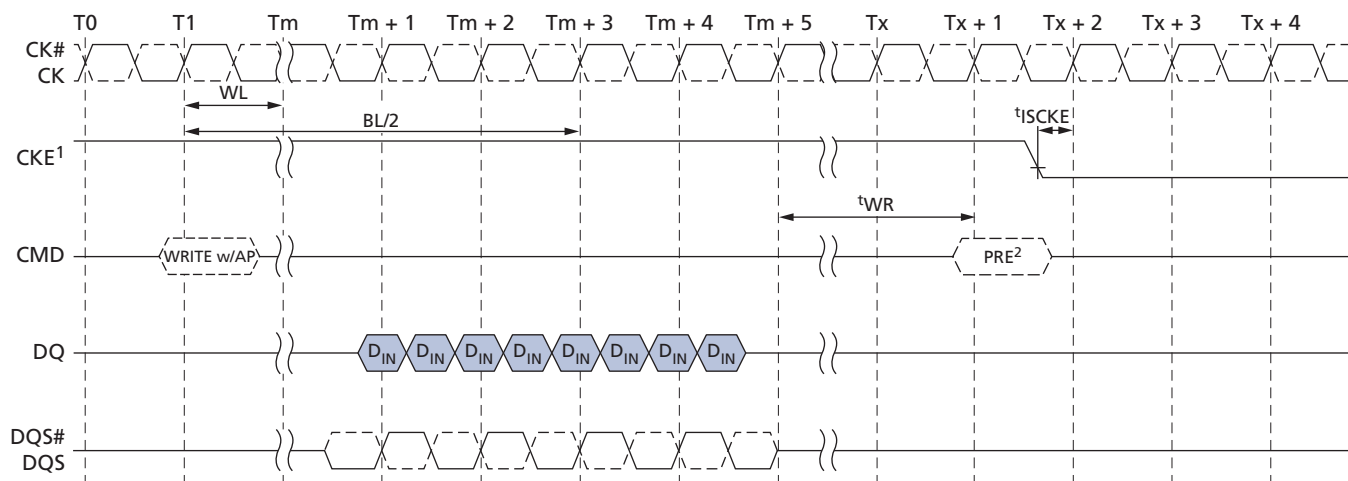 T0 T1 Tm Tm + 1 Tm + 2 Tm + 3 Tm + 4 Tm + 5 Tx Tx + 1 Tx + 2 Tx + 3 Tx + 4
CK#
CK
WL
BL/2
tISCKE
CKE1
tWR
CMD WRITE w/AP PRE2
DQ DIN DIN DIN DIN DIN DIN DIN DIN
DQS#
DQS